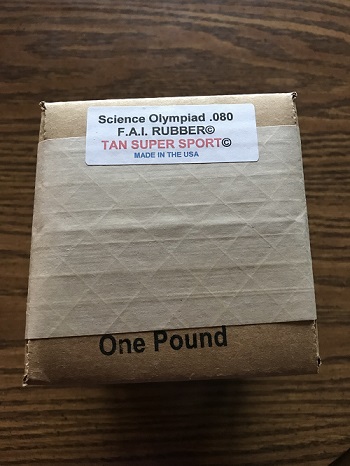 Science Olympiad .080
F.A.I. RUBBER©
TAN SUPER SPORT©
MADE IN THE USA
One Pound